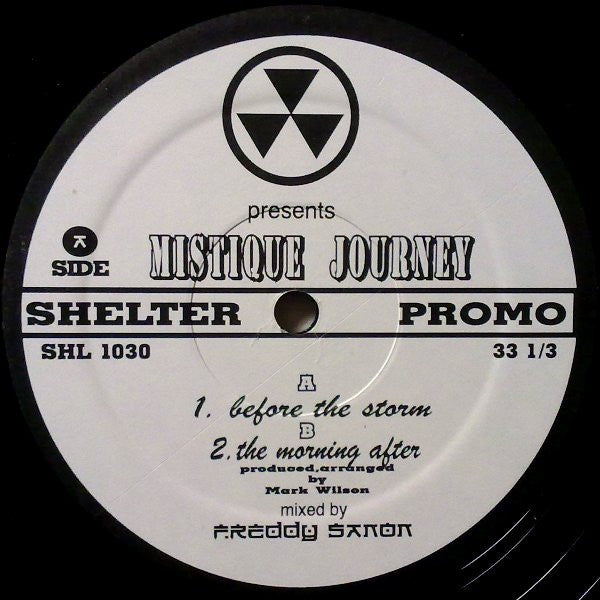 presents
MISTIQUE JOURNEY
A
SIDE
SHELTER PROMO
SHL 1030 33 1/3
A
1. before the storm
B
2. the morning after
produced, arranged
by
Mark Wilson
mixed by
FREDDY SANON